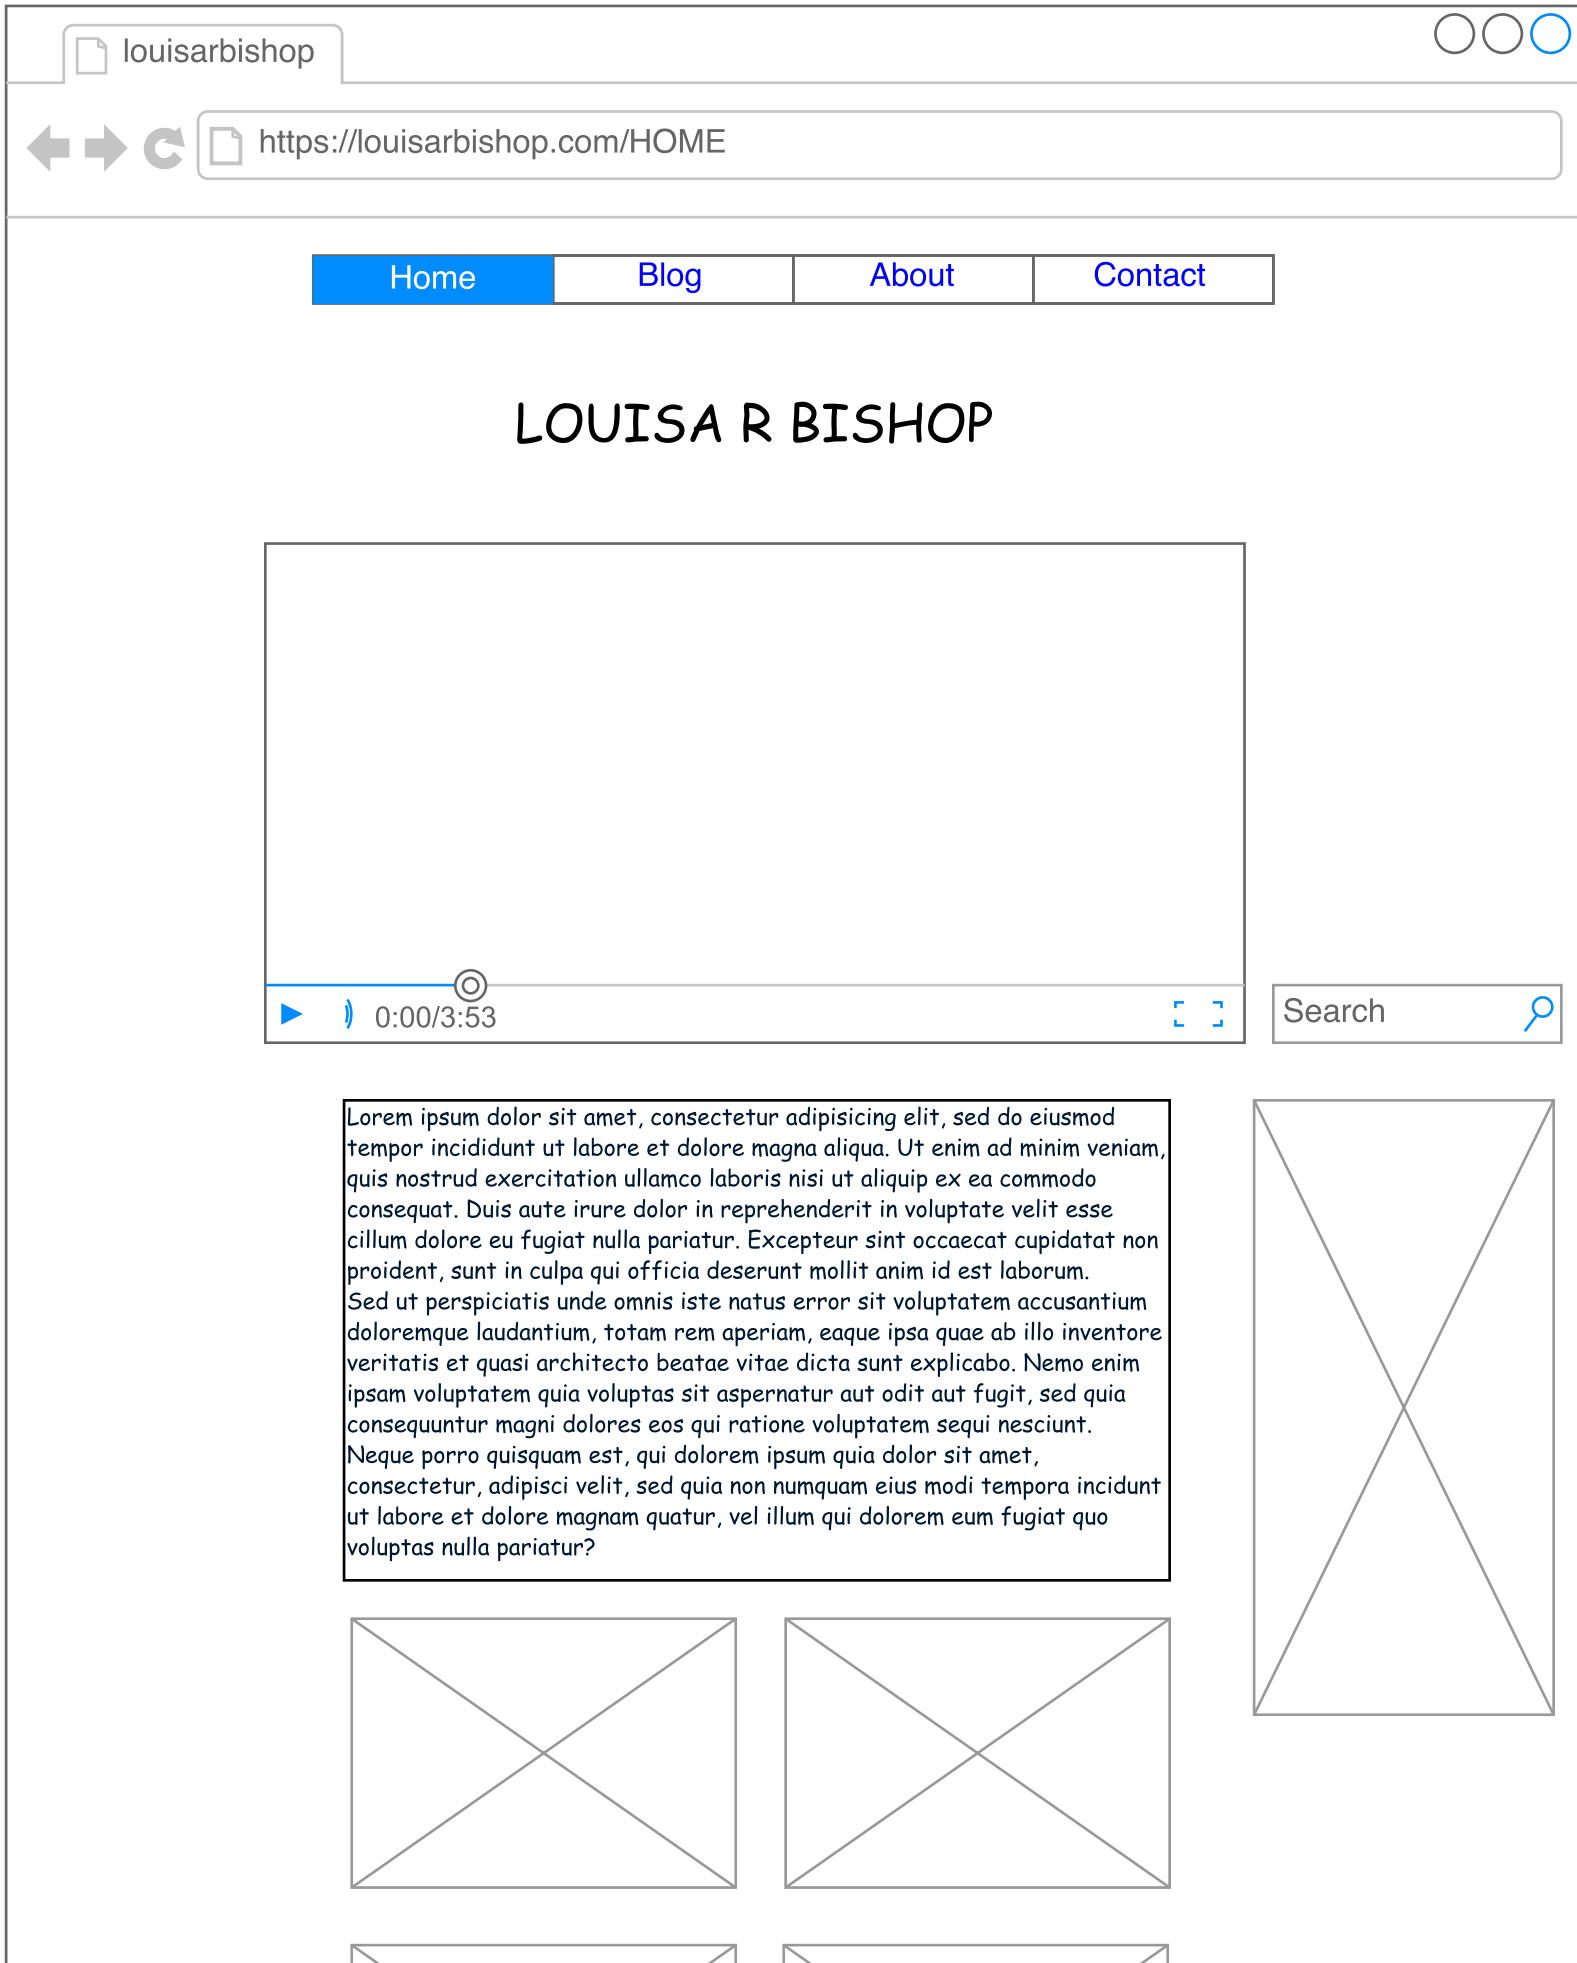 louisarbishop
https://louisarbishop.com/HOME
Home Blog About Contact
LOUISA R BISHOP
0:00/3:53
Search
Lorem ipsum dolor sit amet, consectetur adipisicing elit, sed do eiusmod
tempor incididunt ut labore et dolore magna aliqua. Ut enim ad minim veniam,
quis nostrud exercitation ullamco laboris nisi ut aliquip ex ea commodo
consequat. Duis aute irure dolor in reprehenderit in voluptate velit esse
cillum dolore eu fugiat nulla pariatur. Excepteur sint occaecat cupidatat non
proident, sunt in culpa qui officia deserunt mollit anim id est laborum.
Sed ut perspiciatis unde omnis iste natus error sit voluptatem accusantium
doloremque laudantium, totam rem aperiam, eaque ipsa quae ab illo inventore
veritatis et quasi architecto beatae vitae dicta sunt explicabo. Nemo enim
ipsam voluptatem quia voluptas sit aspernatur aut odit aut fugit, sed quia
consequuntur magni dolores eos qui ratione voluptatem sequi nesciunt.
Neque porro quisquam est, qui dolorem ipsum quia dolor sit amet,
consectetur, adipisci velit, sed quia non numquam eius modi tempora incidunt
ut labore et dolore magnam quatur, vel illum qui dolorem eum fugiat quo
voluptas nulla pariatur?